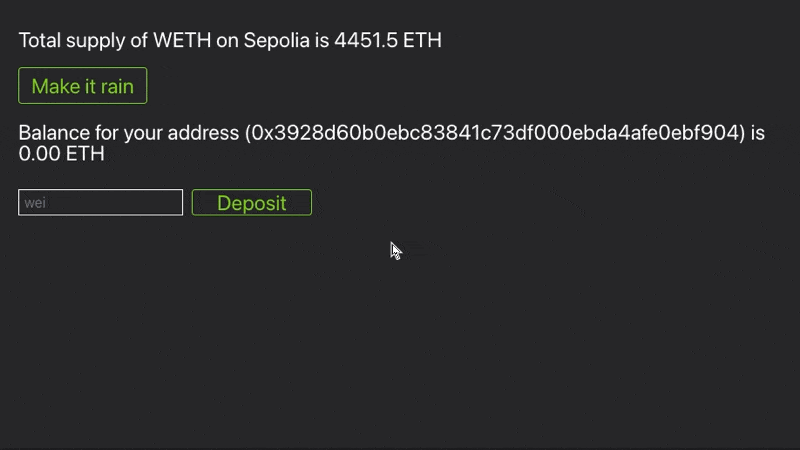 Total supply of WETH on Sepolia is 4451.5 ETH
Make it rain
Balance for your address (0x3928d60b0ebc83841c73df000ebda4afe0ebf904) is
0.00 ETH
wei Deposit